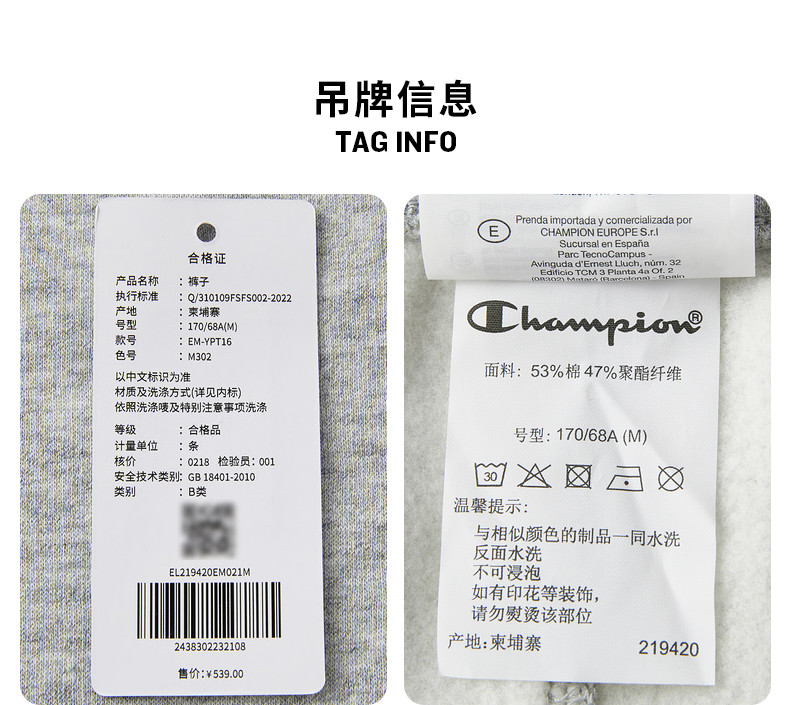 吊牌信息
TAG INFO
合格证
产品名称 : 裤子
执行标准 : Q/310109FSFS002-2022
产地 : 柬埔寨
号型 : 170/68A(M)
款号 : EM-YPT16
色号 : M302
以中文标识为准
材质及洗涤方式(详见内标)
依照洗涤唛及特别注意事项洗涤
等级 : 合格品
计量单位 : 条
核价 : 0218 检验员: 001
安全技术类别: GB 18401-2010
类别 : B类
EL219420EM021M
2438302232108
售价:¥539.00
E
Prenda importada y comercializada por
CHAMPION EUROPE S.r.l
Sucursal en España
Parc TecnoCampus -
Avinguda d'Ernest Lluch, núm. 32
Edificio TCM 3 Planta 4a Of. 2
(08302) Mataró (Barcelona) - Spain
Champion®
面料: 53%棉 47%聚酯纤维
号型: 170/68A (M)
30
温馨提示:
与相似颜色的制品一同水洗
反面水洗
不可浸泡
如有印花等装饰,
请勿熨烫该部位
产地:柬埔寨
219420